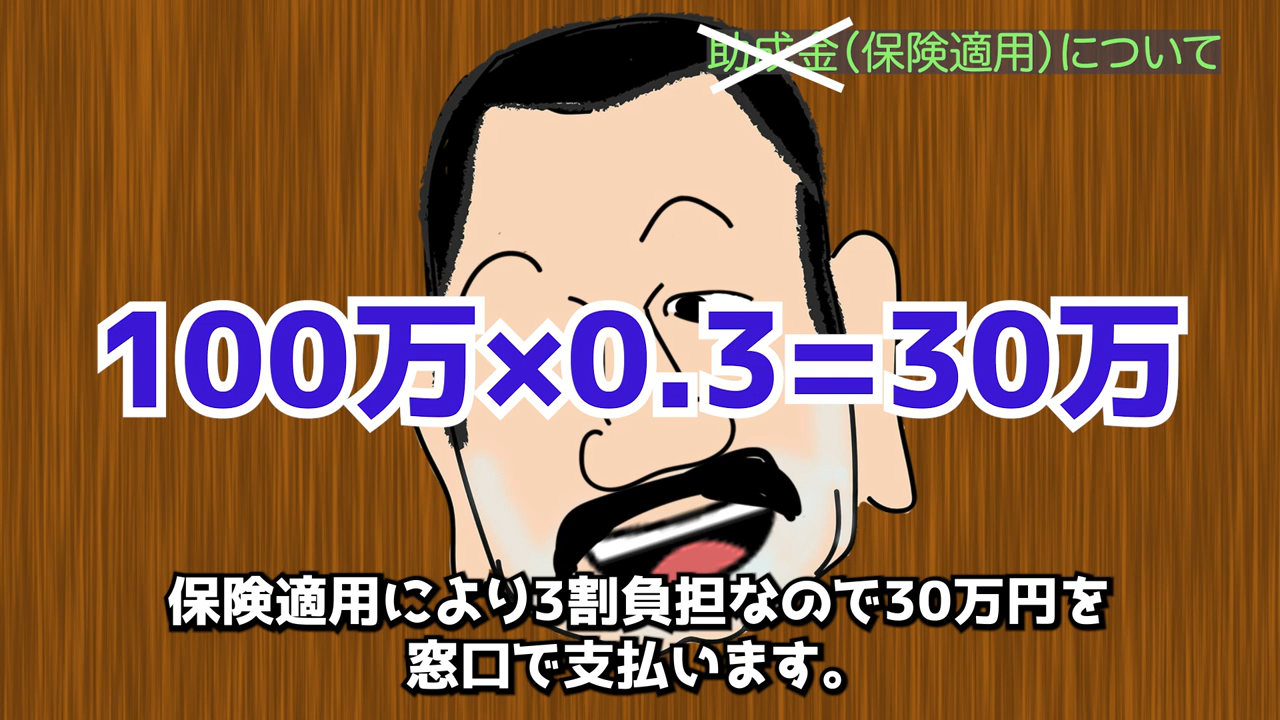 助成金(保険適用)について
100万×0.3=30万
保険適用により3割負担なので30万円を
窓口で支払います。